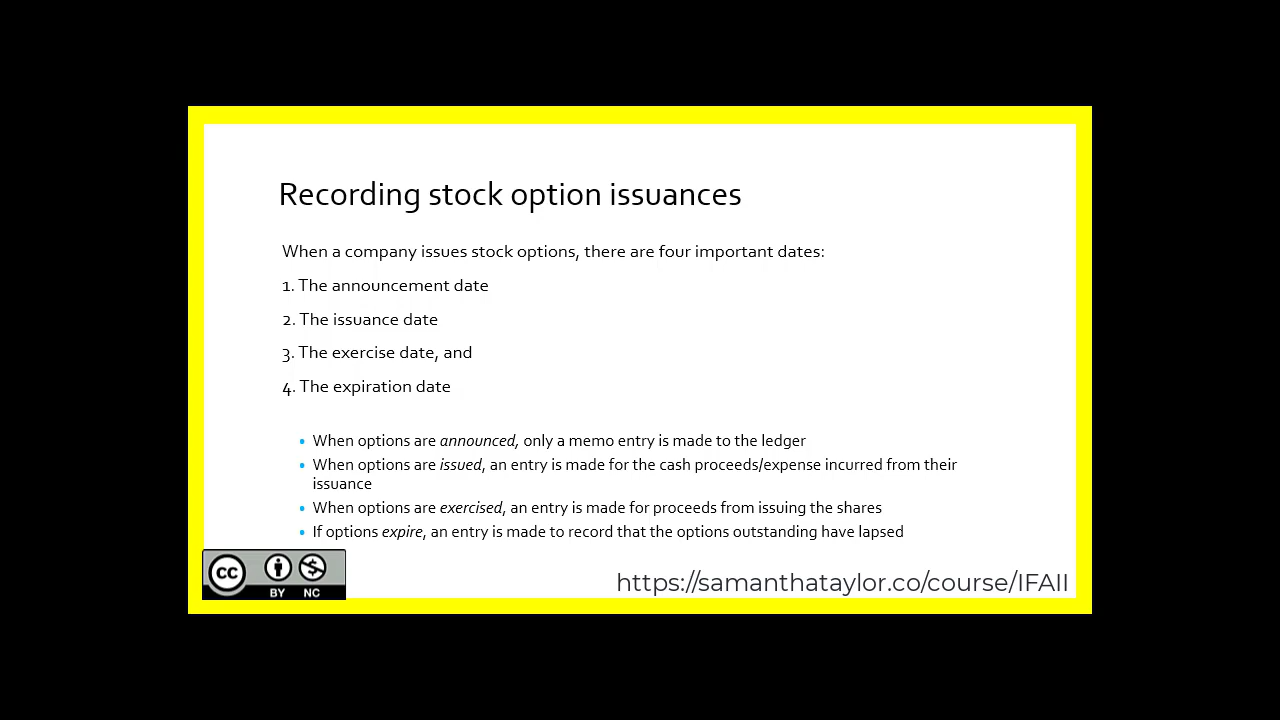 Recording stock option issuances
When a company issues stock options, there are four important dates:
1. The announcement date
2. The issuance date
3. The exercise date, and
4. The expiration date
• When options are announced, only a memo entry is made to the ledger
• When options are issued, an entry is made for the cash proceeds/expense incurred from their
issuance
• When options are exercised, an entry is made for proceeds from issuing the shares
• If options expire, an entry is made to record that the options outstanding have lapsed
cc
BY NC
https://samanthataylor.co/course/IFAII